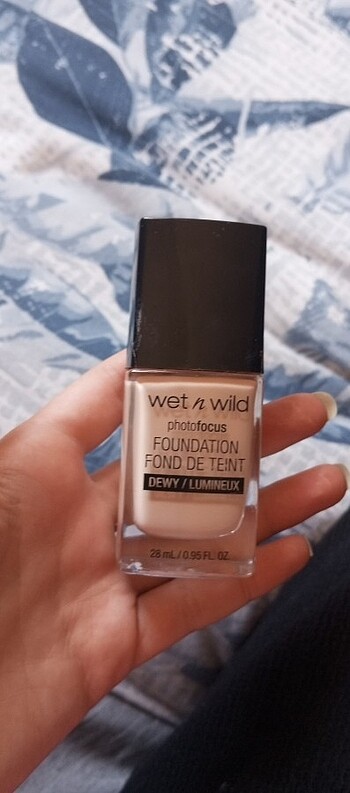 wet n wild
photofocus
FOUNDATION
FOND DE TEINT
DEWY / LUMINEUX
28 mL / 0.95 FL. OZ.